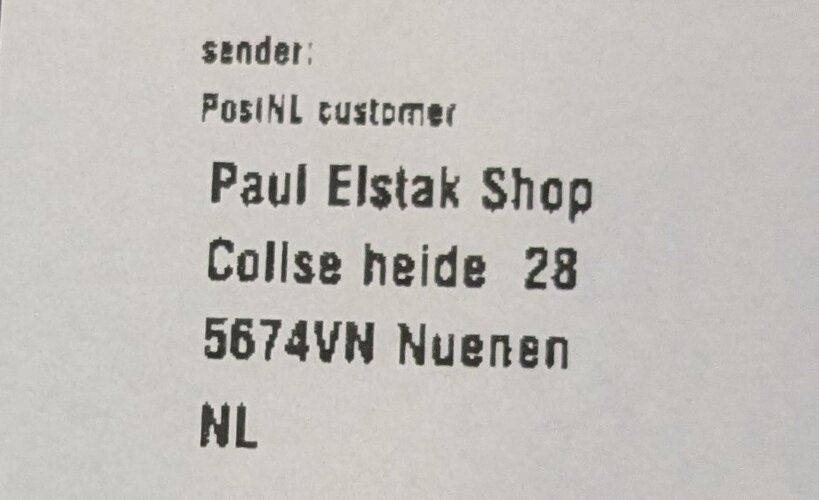 sender:
PostNL customer
Paul Elstak Shop
Collse heide 28
5674VN Nuenen
NL